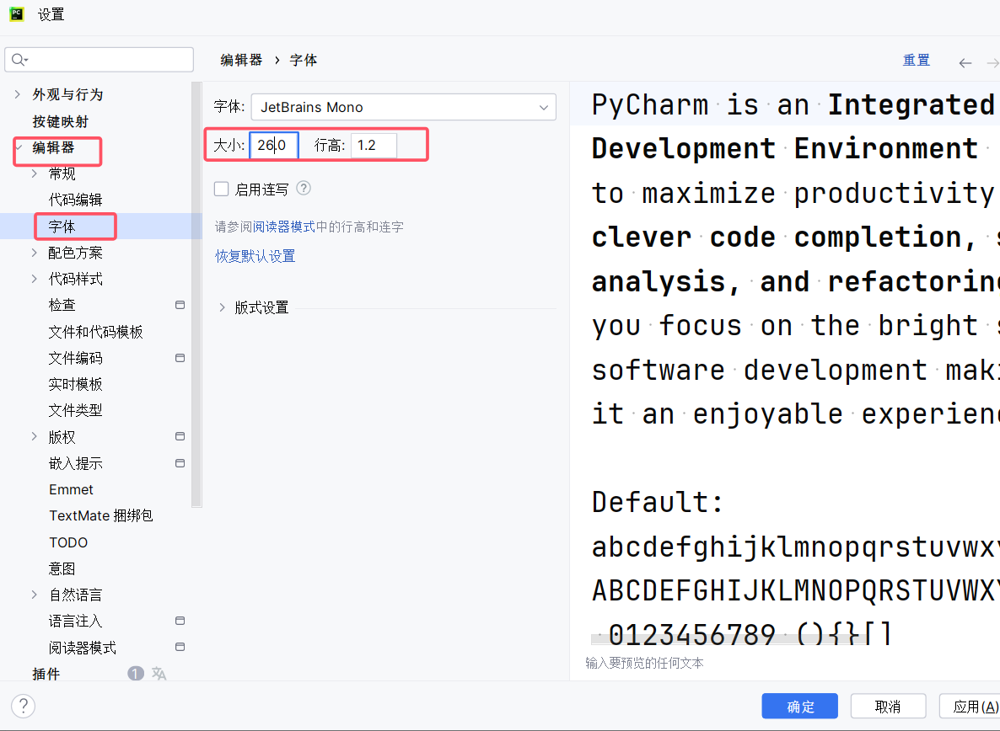 PC 设置
编辑器 › 字体
重置
外观与行为
按键映射
编辑器
常规
代码编辑
字体
配色方案
代码样式
检查
文件和代码模板
文件编码
实时模板
文件类型
版权
嵌入提示
Emmet
TextMate 捆绑包
TODO
意图
自然语言
语言注入
阅读器模式
插件 1
字体: JetBrains Mono
大小: 26.0 行高: 1.2
启用连写 ?
请参阅阅读器模式中的行高和连字
恢复默认设置
版式设置
PyCharm is an Integrated
Development Environment
to maximize productivity
clever code completion,
analysis, and refactorin
you focus on the bright s
software development maki
it an enjoyable experien
Default:
abcdefghijklmnopqrstuvwxy
ABCDEFGHIJKLMNOPQRSTUVWXY
0123456789 (){}[]
输入要预览的任何文本
?
确定
取消
应用(A)